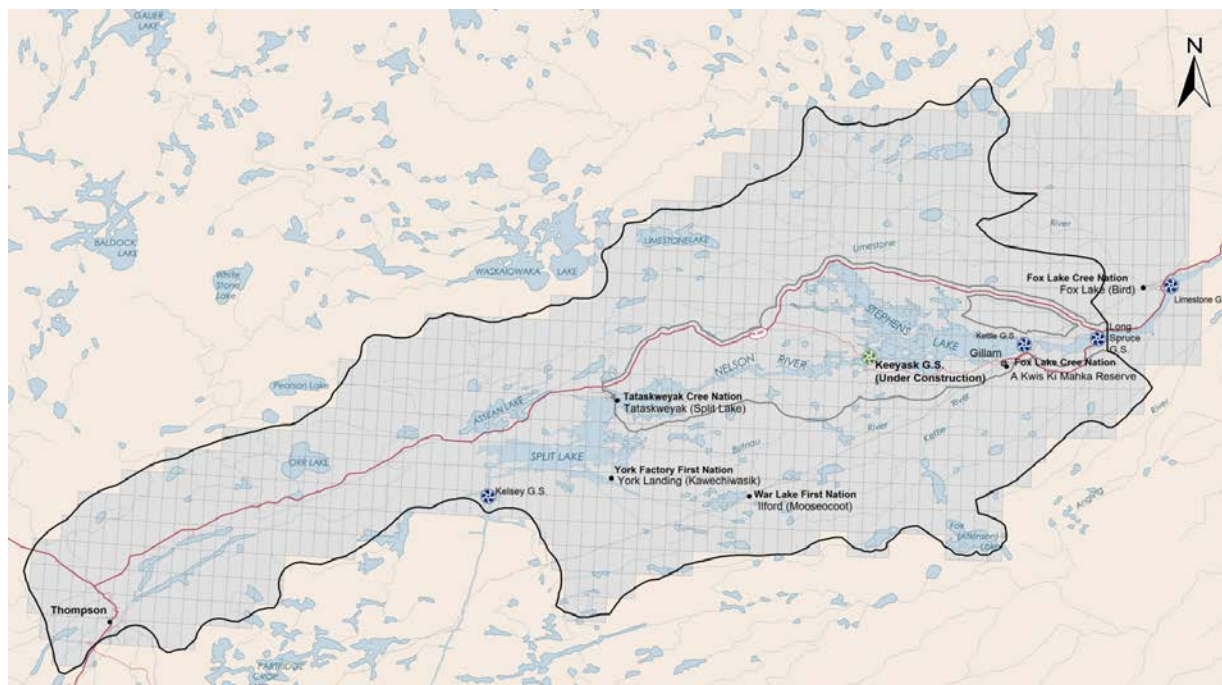 GAUER
LAKE
N
BALDOCK
LAKE
White
Stone
Lake
WASKAIOWAKA LAKE
LIMESTONE LAKE
Limestone
River
Fox Lake Cree Nation
Fox Lake (Bird)
Limestone G
STEPHENS
LAKE
Kettle G.S.
Long
Spruce
G.S.
Gillam
Fox Lake Cree Nation
A Kwis Ki Mahka Reserve
NELSON RIVER
Keeyask G.S.
(Under Construction)
Pearson Lake
ASSEAN LAKE
Tataskweyak Cree Nation
Tataskweyak (Split Lake)
River
River
Butnau
River
Kettle
ORR LAKE
SPLIT LAKE
York Factory First Nation
York Landing (Kawechiwasik)
Kelsey G.S.
War Lake First Nation
Ilford (Mooseocoot)
Angling
Fox
(Atkinson)
Lake
Thompson
PARTRIDGE
CROP